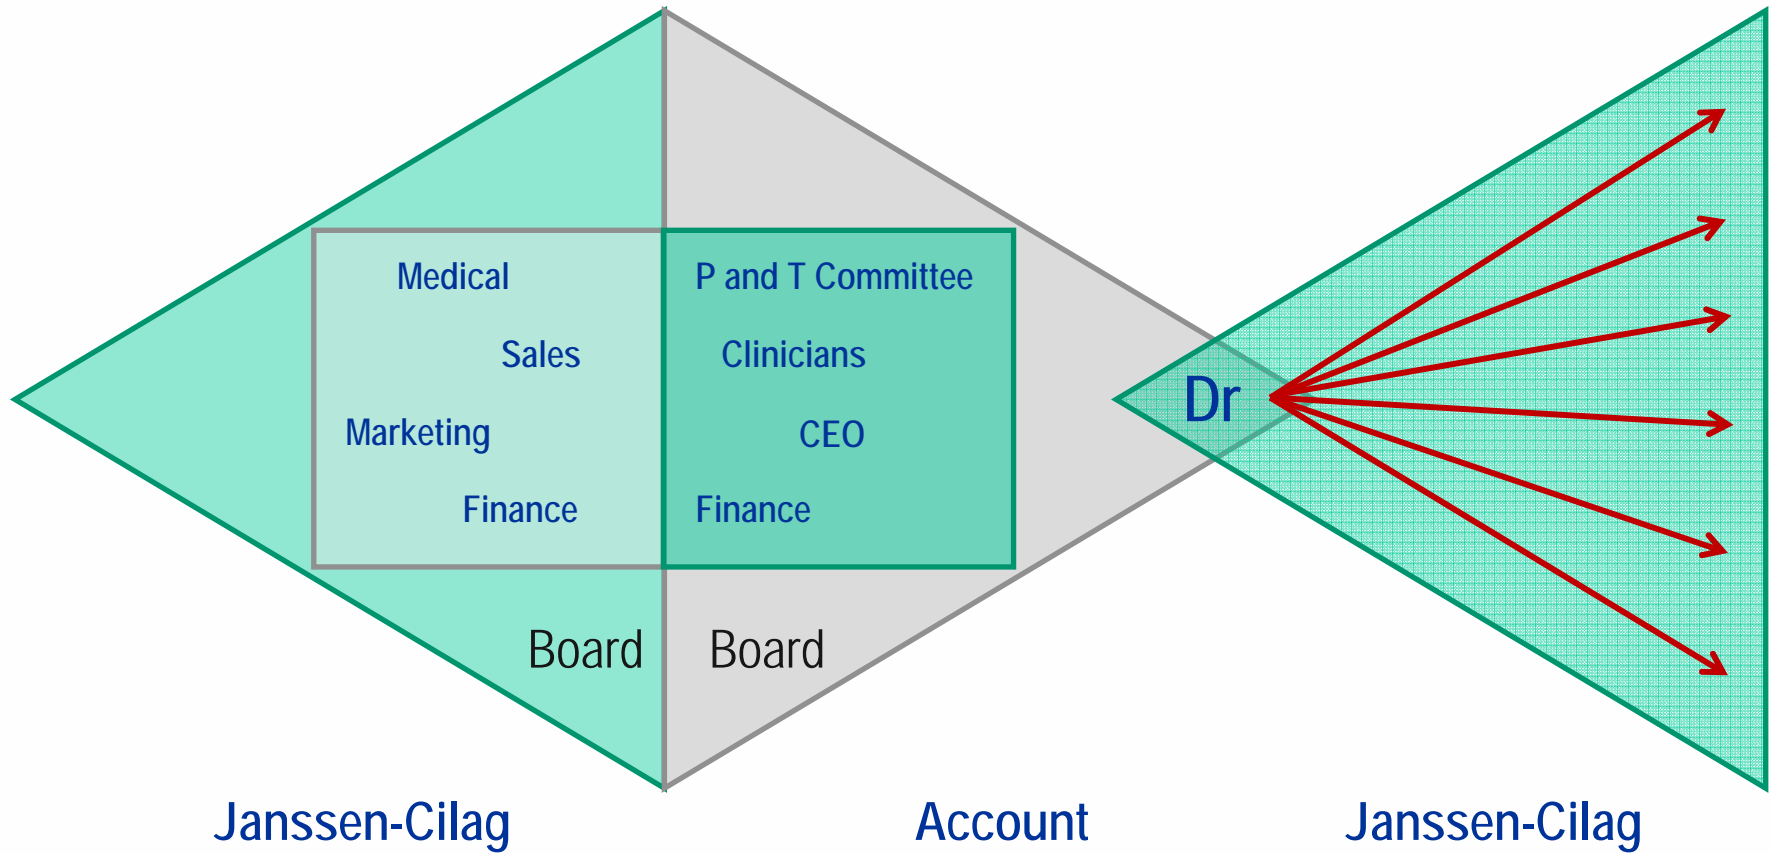 Medical
P and T Committee
Sales
Clinicians
Dr
Marketing
CEO
Finance
Finance
Board
Board
Janssen-Cilag
Account
Janssen-Cilag